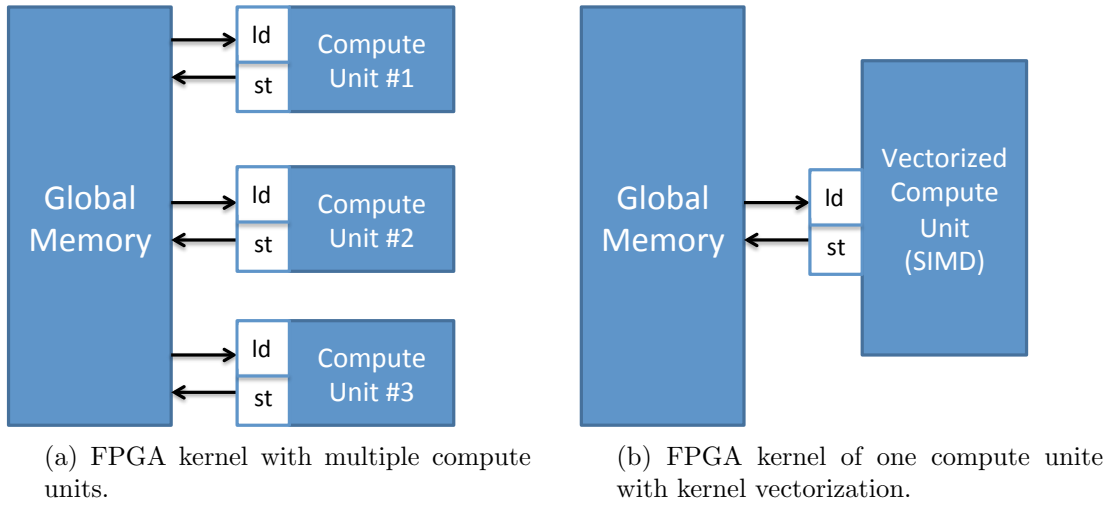 Global
Memory
ld
st
Compute
Unit #1
ld
st
Compute
Unit #2
ld
st
Compute
Unit #3
(a) FPGA kernel with multiple compute
units.
Global
Memory
ld
st
Vectorized
Compute
Unit
(SIMD)
(b) FPGA kernel of one compute unite
with kernel vectorization.